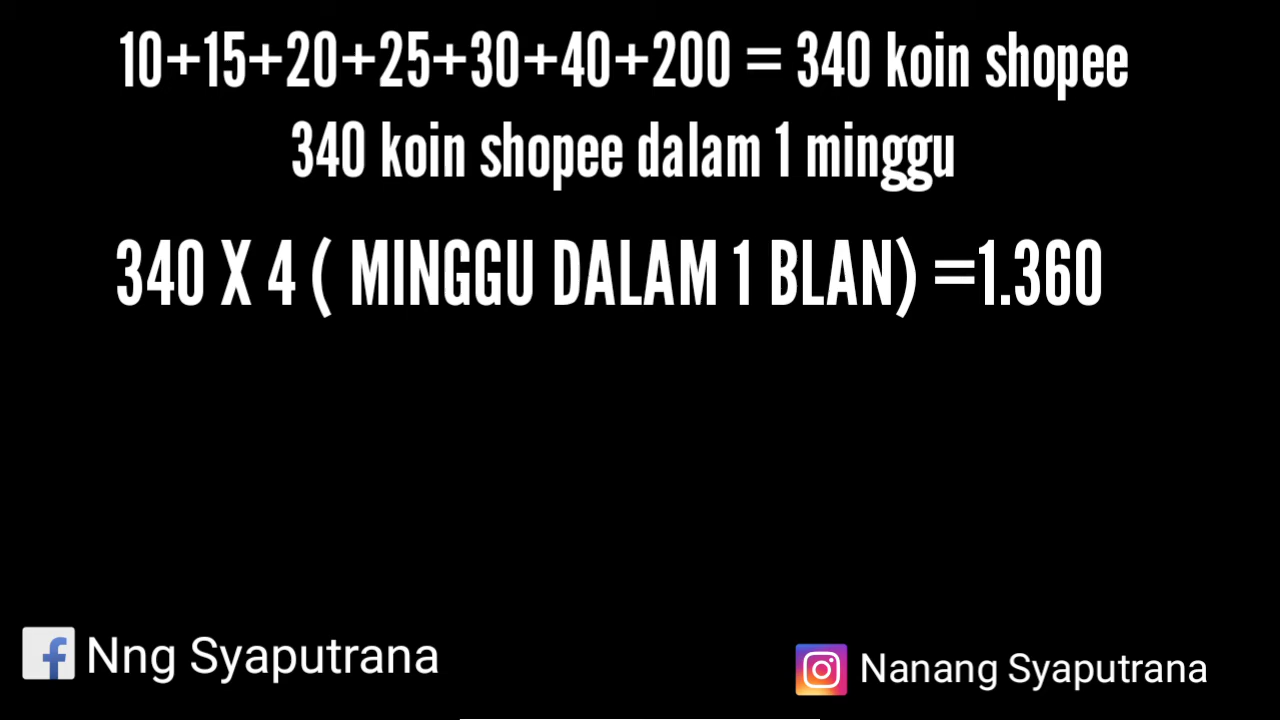 10+15+20+25+30+40+200 = 340 koin shopee
340 koin shopee dalam 1 minggu
340 X 4 ( MINGGU DALAM 1 BLAN) =1.360
Nng Syaputrana
Nanang Syaputrana